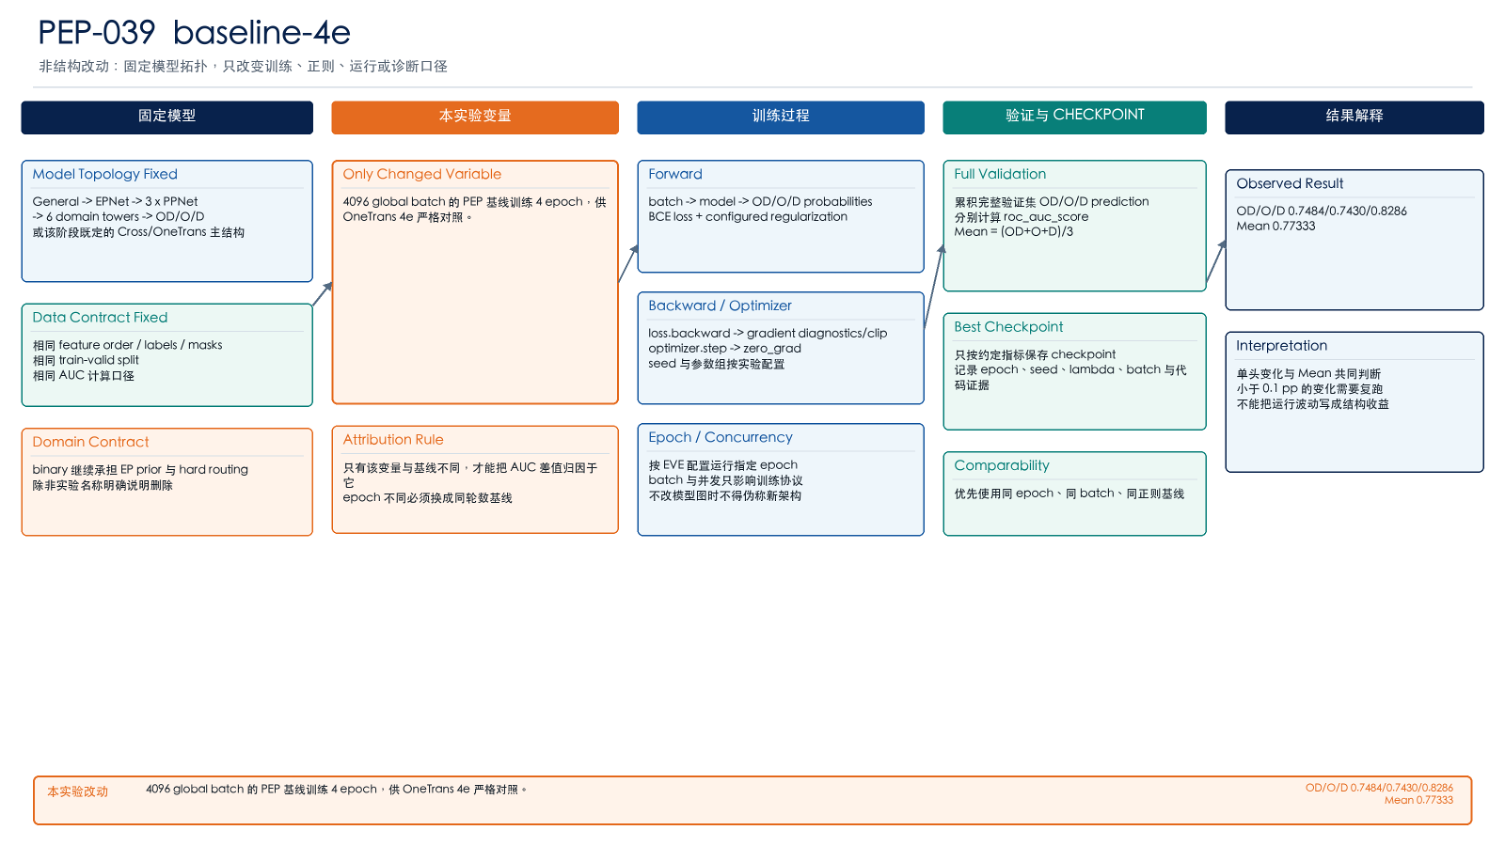 PEP-039 baseline-4e
非结构改动：固定模型拓扑，只改变训练、正则、运行或诊断口径
固定模型
本实验变量
训练过程
验证与 CHECKPOINT
结果解释
Model Topology Fixed
General -> EPNet -> 3 x PPNet
-> 6 domain towers -> OD/O/D
或该阶段既定的 Cross/OneTrans 主结构
Data Contract Fixed
相同 feature order / labels / masks
相同 train-valid split
相同 AUC 计算口径
Domain Contract
binary 继续承担 EP prior 与 hard routing
除非实验名称明确说明删除
Only Changed Variable
4096 global batch 的 PEP 基线训练 4 epoch，供
OneTrans 4e 严格对照。
Attribution Rule
只有该变量与基线不同，才能把 AUC 差值归因于
它
epoch 不同必须换成同轮数基线
Forward
batch -> model -> OD/O/D probabilities
BCE loss + configured regularization
Backward / Optimizer
loss.backward -> gradient diagnostics/clip
optimizer.step -> zero_grad
seed 与参数组按实验配置
Epoch / Concurrency
按 EVE 配置运行指定 epoch
batch 与并发只影响训练协议
不改模型图时不得伪称新架构
Full Validation
累积完整验证集 OD/O/D prediction
分别计算 roc_auc_score
Mean = (OD+O+D)/3
Best Checkpoint
只按约定指标保存 checkpoint
记录 epoch、seed、lambda、batch 与代
码证据
Comparability
优先使用同 epoch、同 batch、同正则基线
Observed Result
OD/O/D 0.7484/0.7430/0.8286
Mean 0.77333
Interpretation
单头变化与 Mean 共同判断
小于 0.1 pp 的变化需要复跑
不能把运行波动写成结构收益
本实验改动
4096 global batch 的 PEP 基线训练 4 epoch，供 OneTrans 4e 严格对照。
OD/O/D 0.7484/0.7430/0.8286
Mean 0.77333